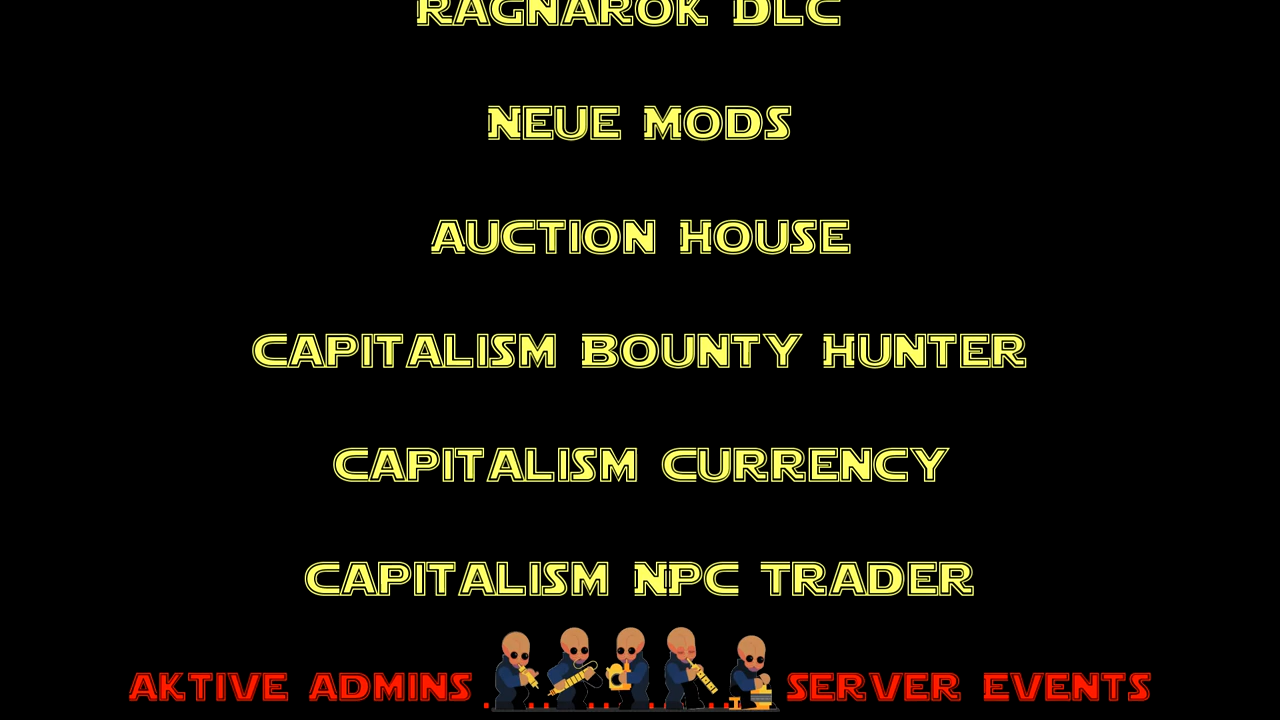 RAGNAROK DLC
NEUE MODS
AUCTION HOUSE
CAPITALISM BOUNTY HUNTER
CAPITALISM CURRENCY
CAPITALISM NPC TRADER
AKTIVE ADMINS SERVER EVENTS